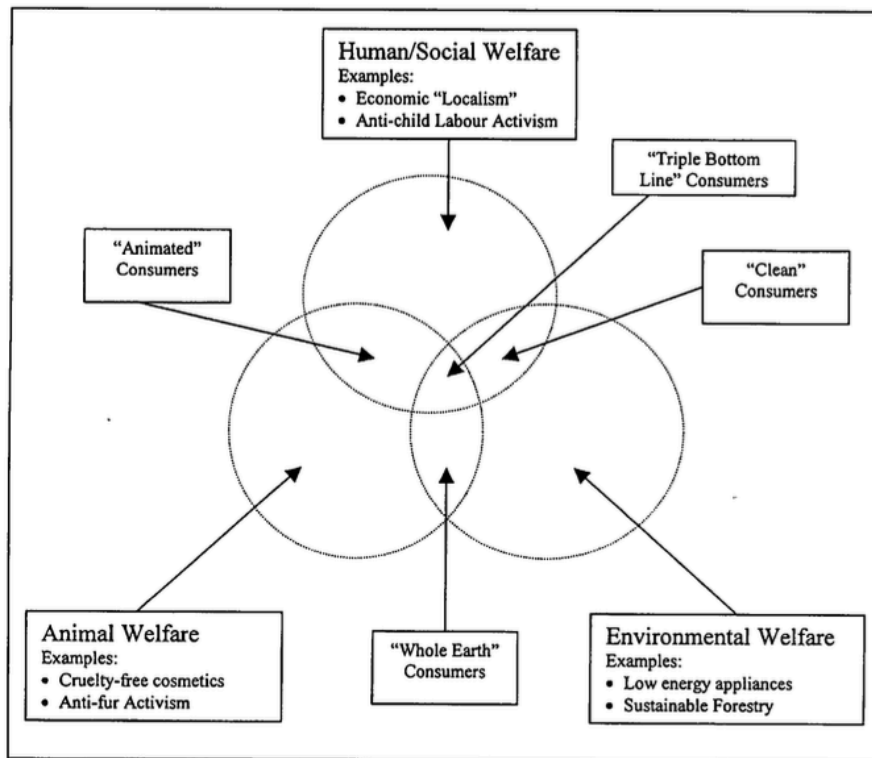 Human/Social Welfare
Examples:
• Economic “Localism”
• Anti-child Labour Activism
“Triple Bottom
Line” Consumers
“Animated”
Consumers
“Clean”
Consumers
Animal Welfare
Examples:
• Cruelty-free cosmetics
• Anti-fur Activism
“Whole Earth”
Consumers
Environmental Welfare
Examples:
• Low energy appliances
• Sustainable Forestry